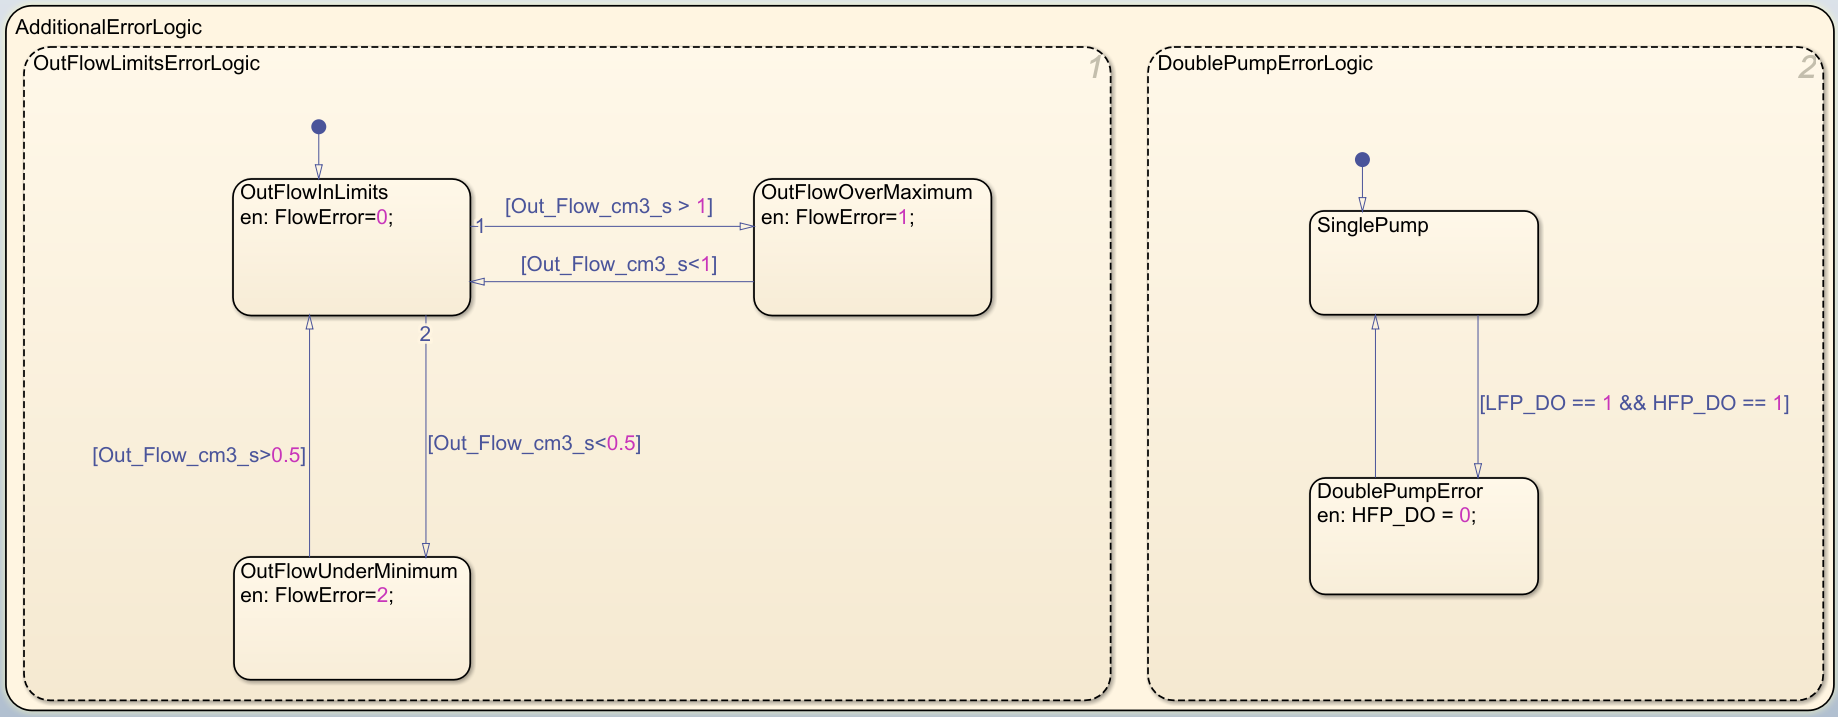 AdditionalErrorLogic
OutFlowLimitsErrorLogic
1
OutFlowInLimits
en: FlowError=0;
1
[Out_Flow_cm3_s > 1]
[Out_Flow_cm3_s<1]
OutFlowOverMaximum
en: FlowError=1;
2
[Out_Flow_cm3_s>0.5]
[Out_Flow_cm3_s<0.5]
OutFlowUnderMinimum
en: FlowError=2;
DoublePumpErrorLogic
2
SinglePump
[LFP_DO == 1 && HFP_DO == 1]
DoublePumpError
en: HFP_DO = 0;